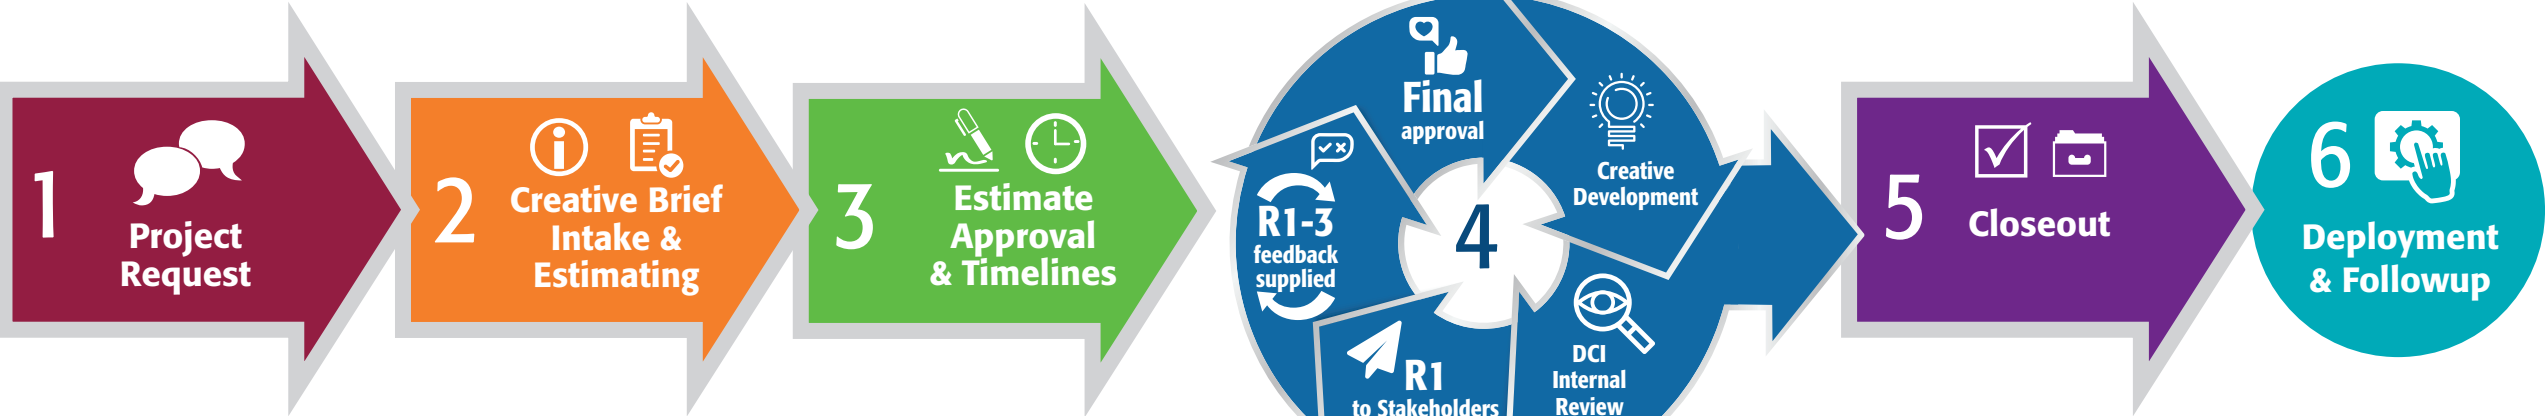 1
Project
Request
2
Creative Brief
Intake &
Estimating
3
Estimate
Approval
& Timelines
4
Final
approval
Creative
Development
DCI
Internal
Review
R1
to Stakeholders
R1-3
feedback
supplied
5
Closeout
6
Deployment
& Followup